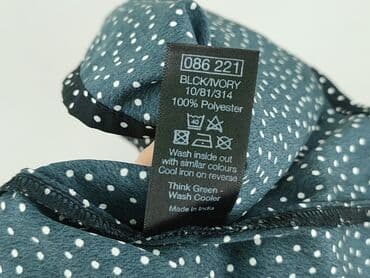 086 221
BLCK/IVORY
10/81/314
100% Polyester
40
Wash inside out
with similar colours
Cool iron on reverse
Think Green -
Wash Cooler
Made in India